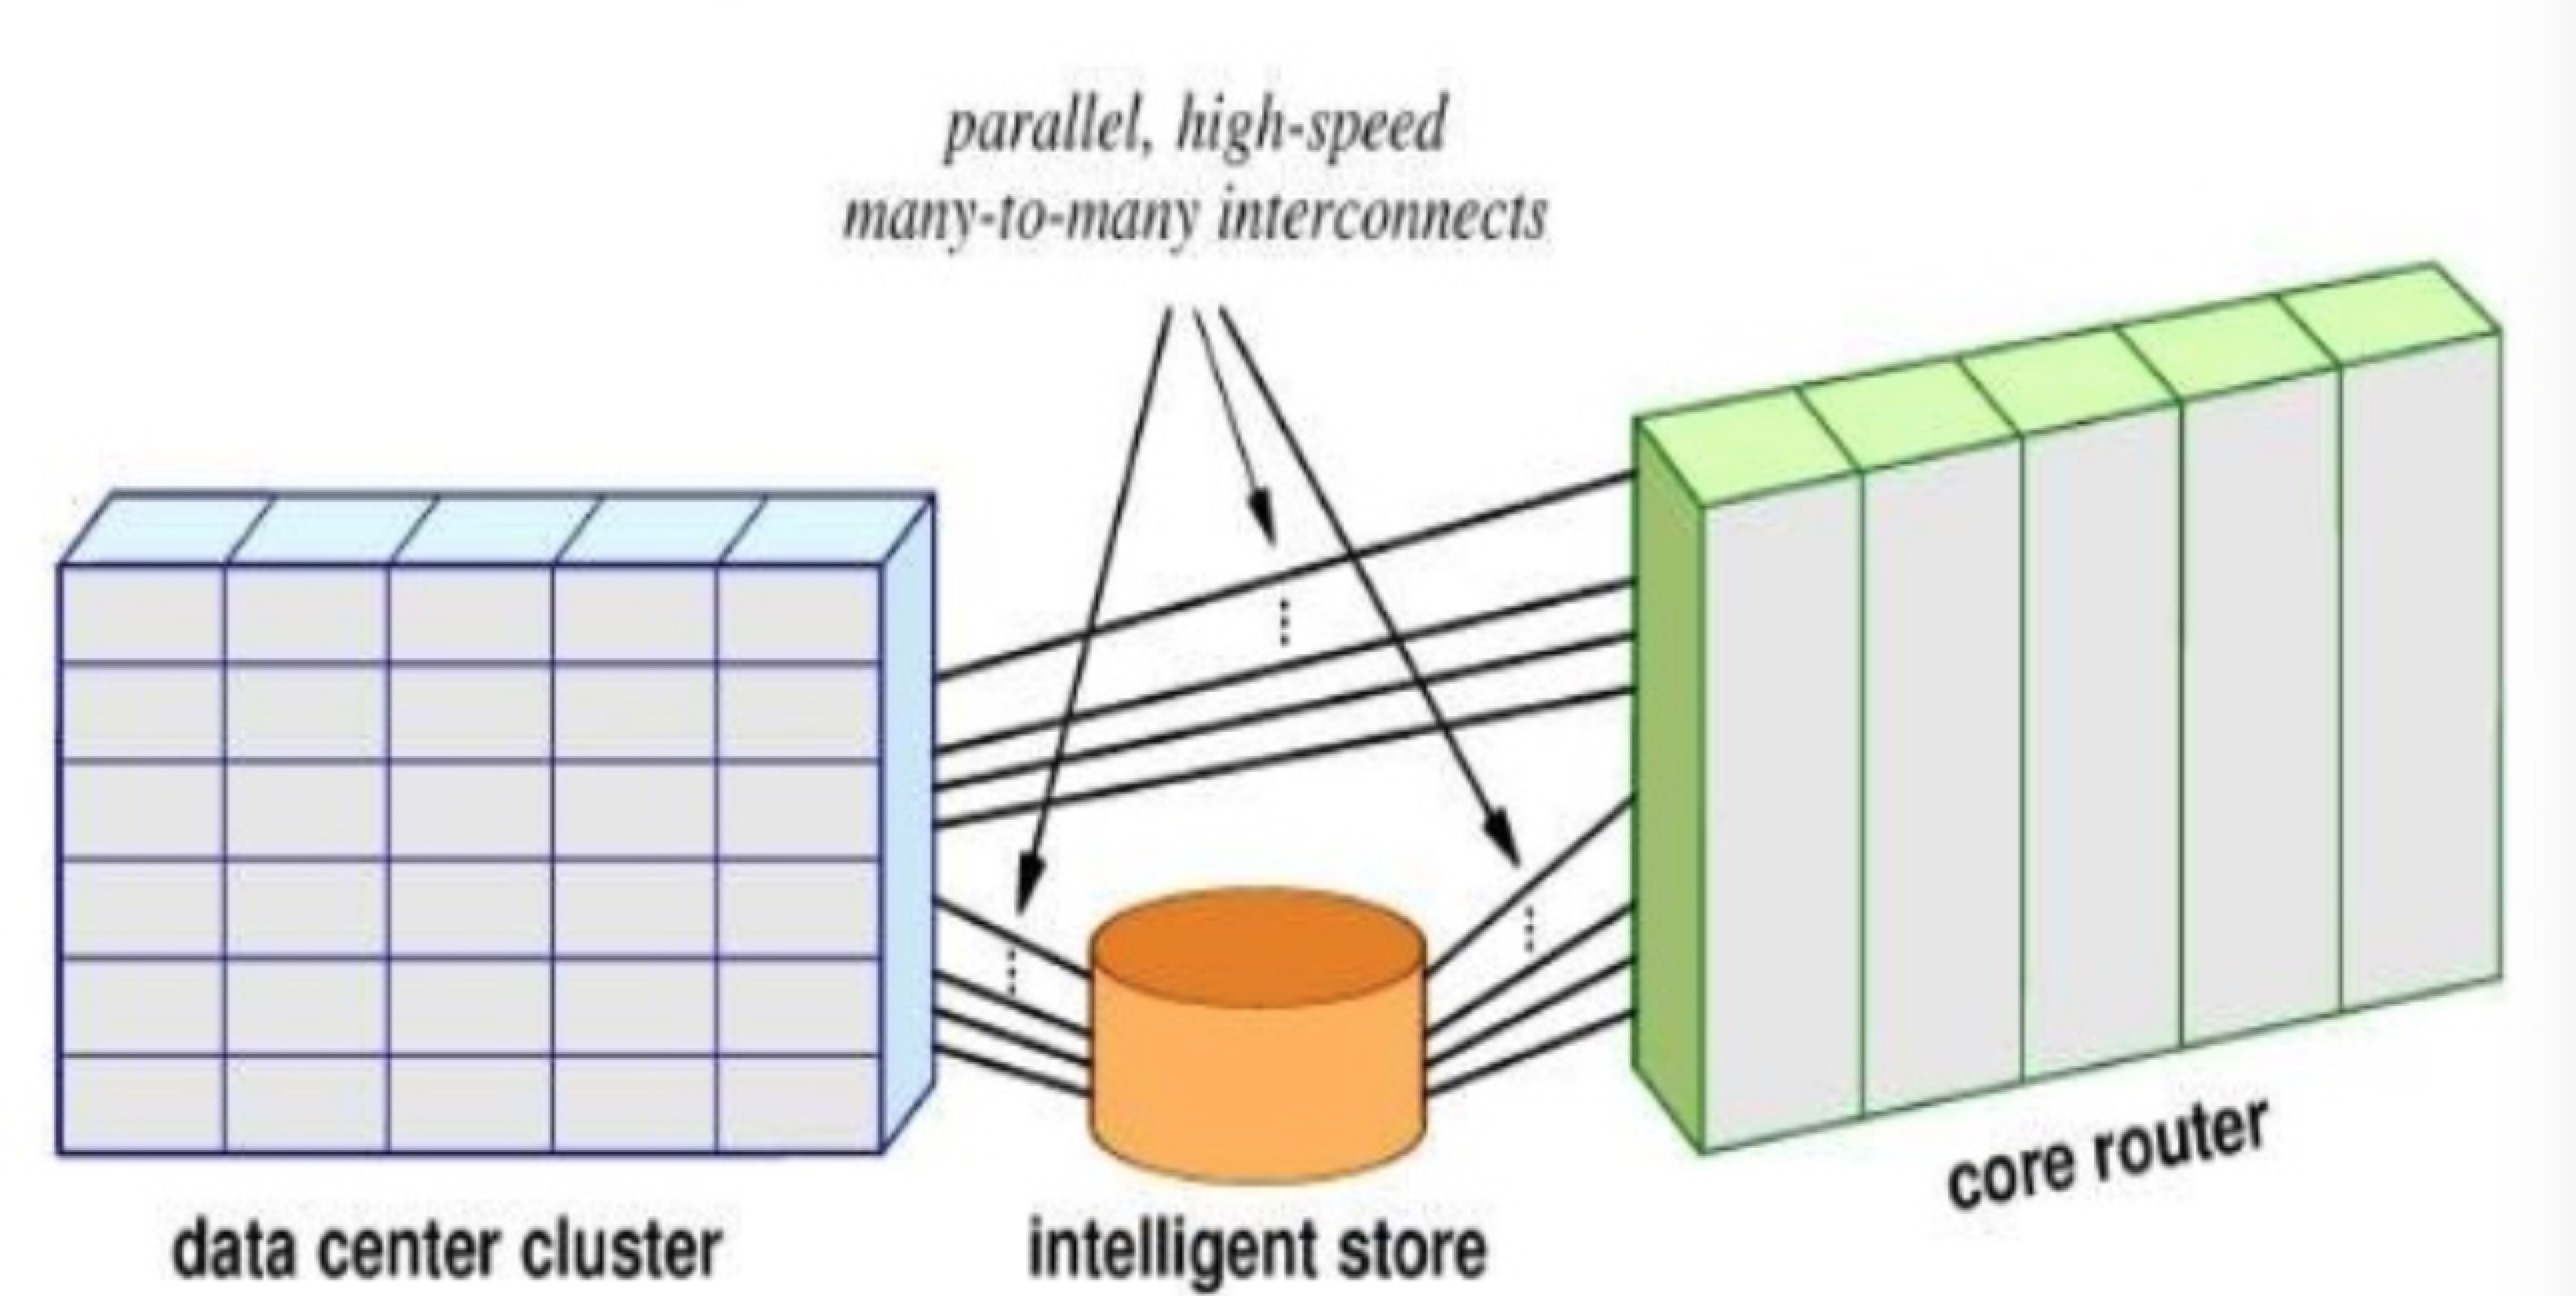 parallel, high-speed
many-to-many interconnects
data center cluster
intelligent store
core router